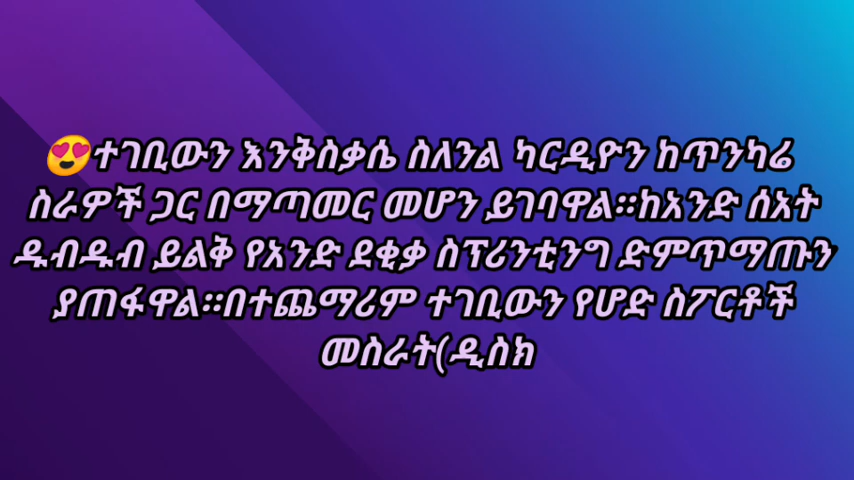 😍ተገቢውን እንቅስቃሴ ስለንል ካርዲዮን ከጥንካሬ
ስራዎች ጋር በማጣመር መሆን ይገባዋል።ከአንድ ሰአት
ዱብዱብ ይልቅ የአንድ ደቂቃ ስፕሪንቲንግ ድምጥማጡን
ያጠፋዋል።በተጨማሪም ተገቢውን የሆድ ስፖርቶች
መስራት(ዲስክ